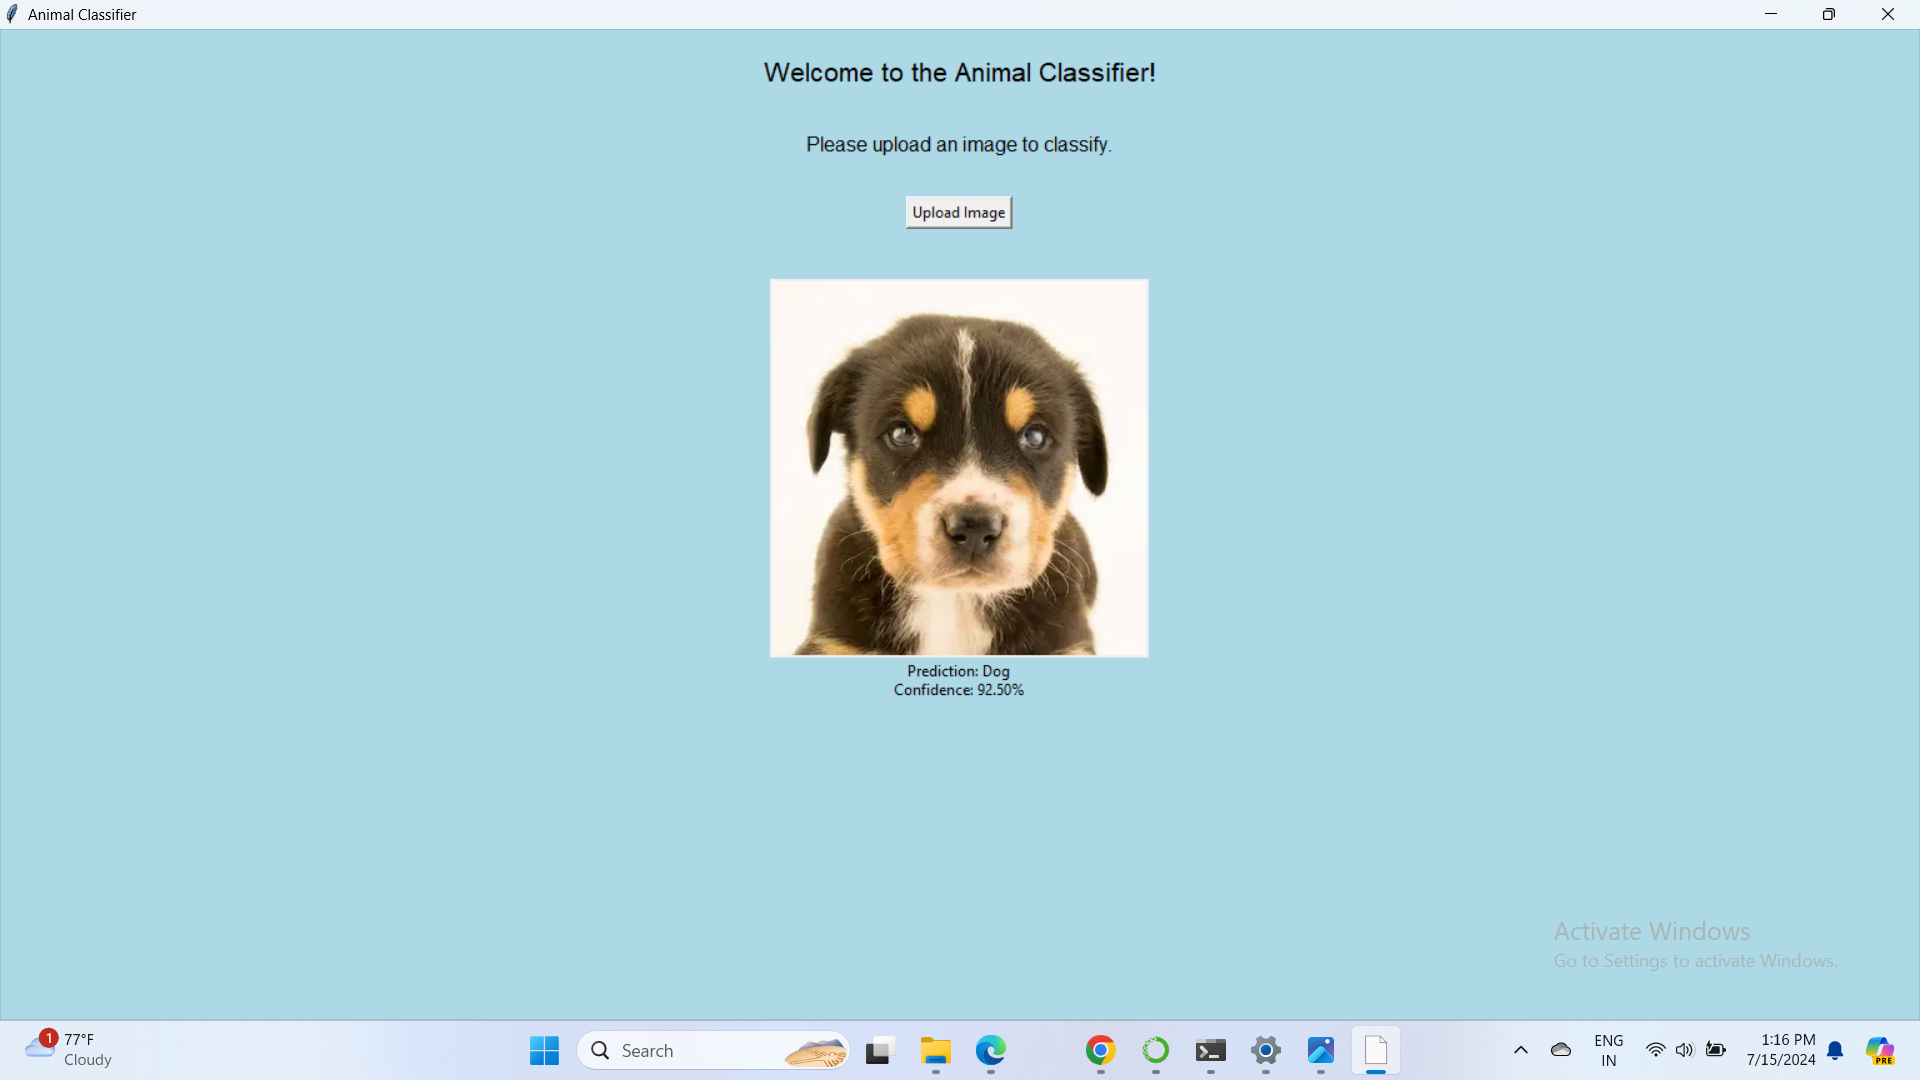 Animal Classifier
Welcome to the Animal Classifier!
Please upload an image to classify.
Upload Image
Prediction: Dog
Confidence: 92.50%
Activate Windows
Go to Settings to activate Windows.
1
77°F
Cloudy
Search
ENG
IN
1:16 PM
7/15/2024
PRE